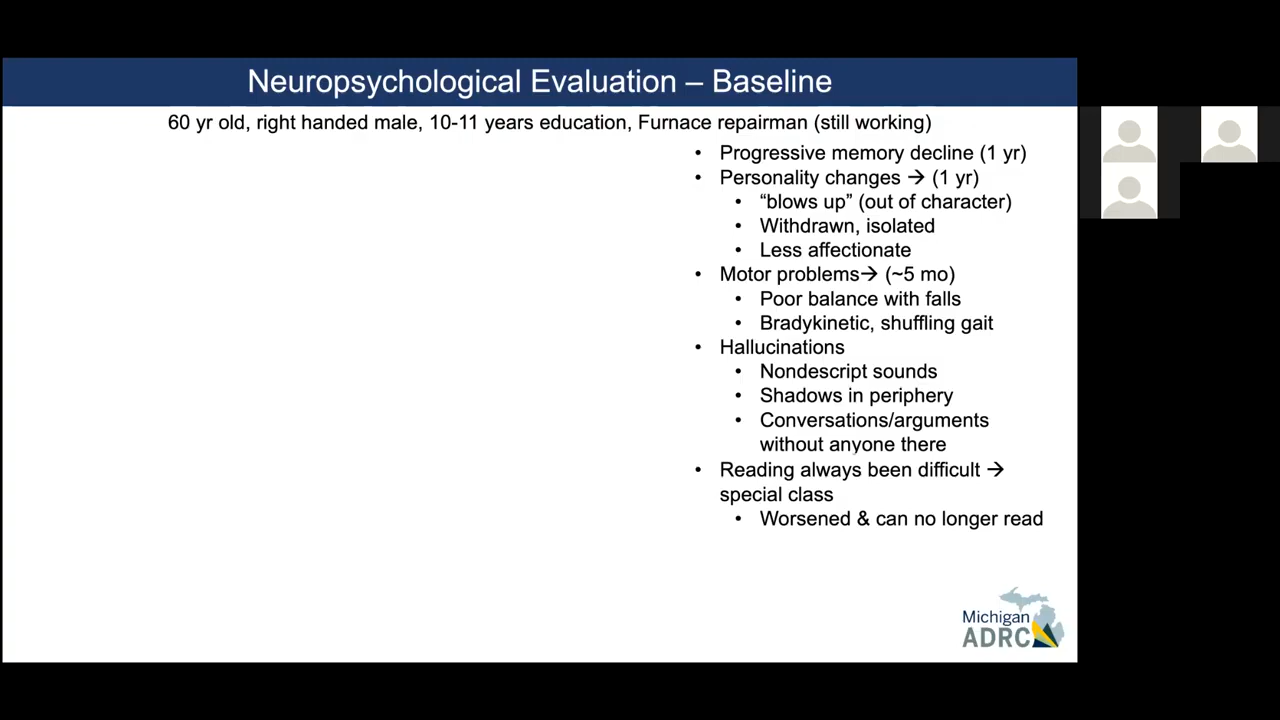 Neuropsychological Evaluation – Baseline
60 yr old, right handed male, 10-11 years education, Furnace repairman (still working)
• Progressive memory decline (1 yr)
• Personality changes → (1 yr)
• “blows up” (out of character)
• Withdrawn, isolated
• Less affectionate
• Motor problems→ (~5 mo)
• Poor balance with falls
• Bradykinetic, shuffling gait
• Hallucinations
• Nondescript sounds
• Shadows in periphery
• Conversations/arguments
without anyone there
• Reading always been difficult →
special class
• Worsened & can no longer read
Michigan
ADRC